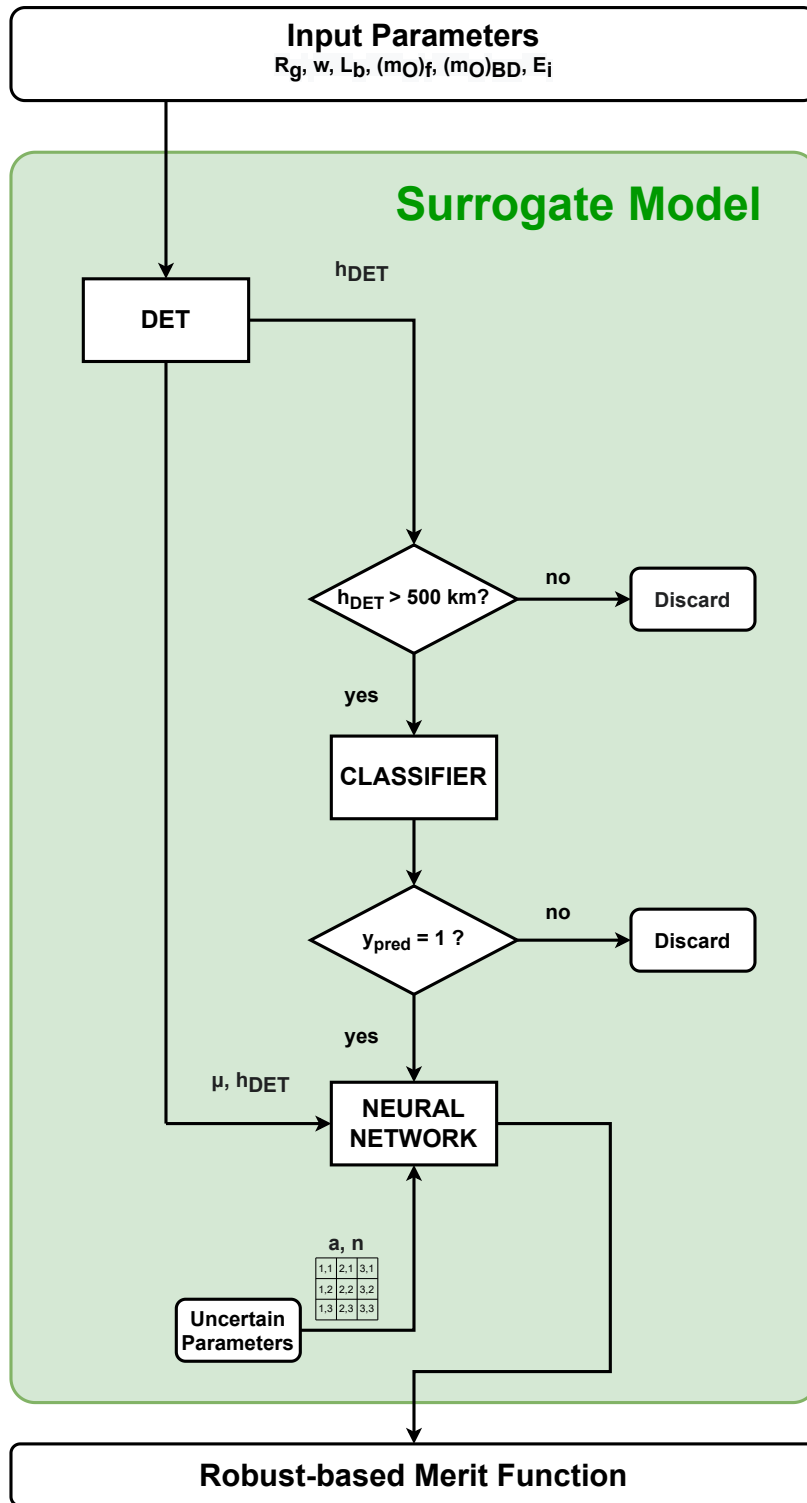 Input Parameters
Rg, w, Lb, (mO)f, (mO)BD, Ei
Surrogate Model
hDET
DET
hDET > 500 km?
no
Discard
yes
CLASSIFIER
ypred = 1 ?
no
Discard
yes
μ, hDET
NEURAL
NETWORK
a, n
1,1 2,1 3,1
1,2 2,2 3,2
1,3 2,3 3,3
Uncertain
Parameters
Robust-based Merit Function